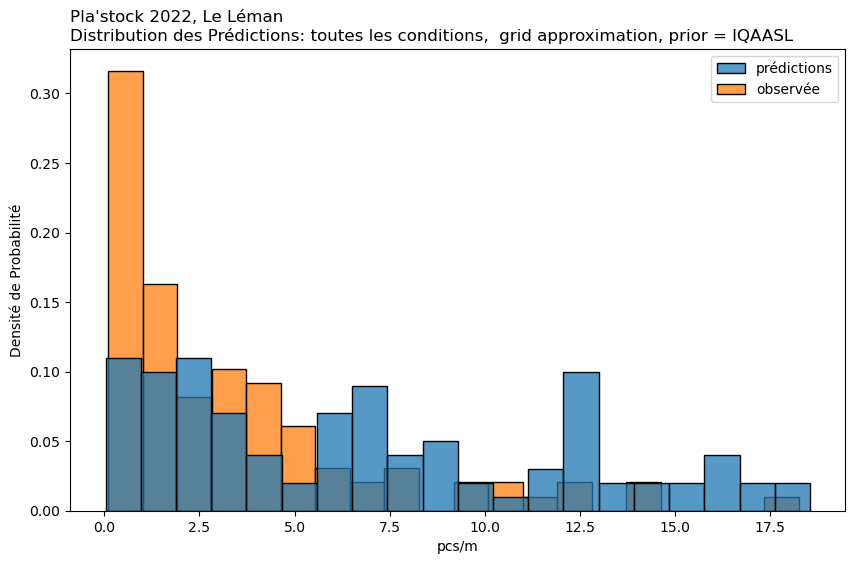 Pla'stock 2022, Le Léman
Distribution des Prédictions: toutes les conditions,  grid approximation, prior = IQAASL
prédictions
observée
0.30
0.25
0.20
0.15
0.10
0.05
0.00
Densité de Probabilité
0.0 2.5 5.0 7.5 10.0 12.5 15.0 17.5
pcs/m